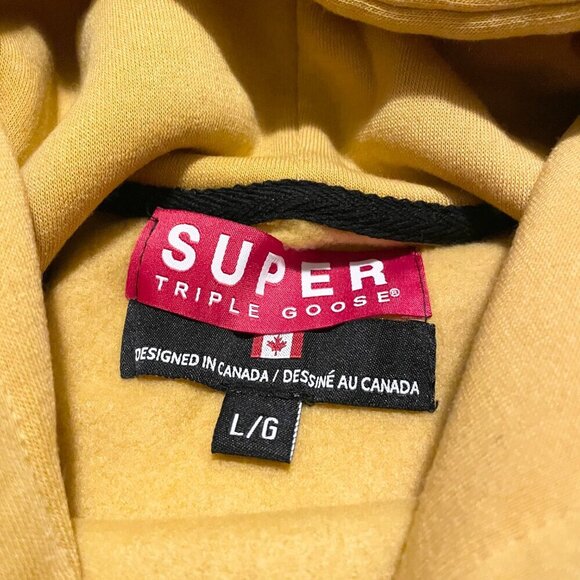 SUPER
TRIPLE GOOSE®
DESIGNED IN CANADA / DESSINÉ AU CANADA
L/G